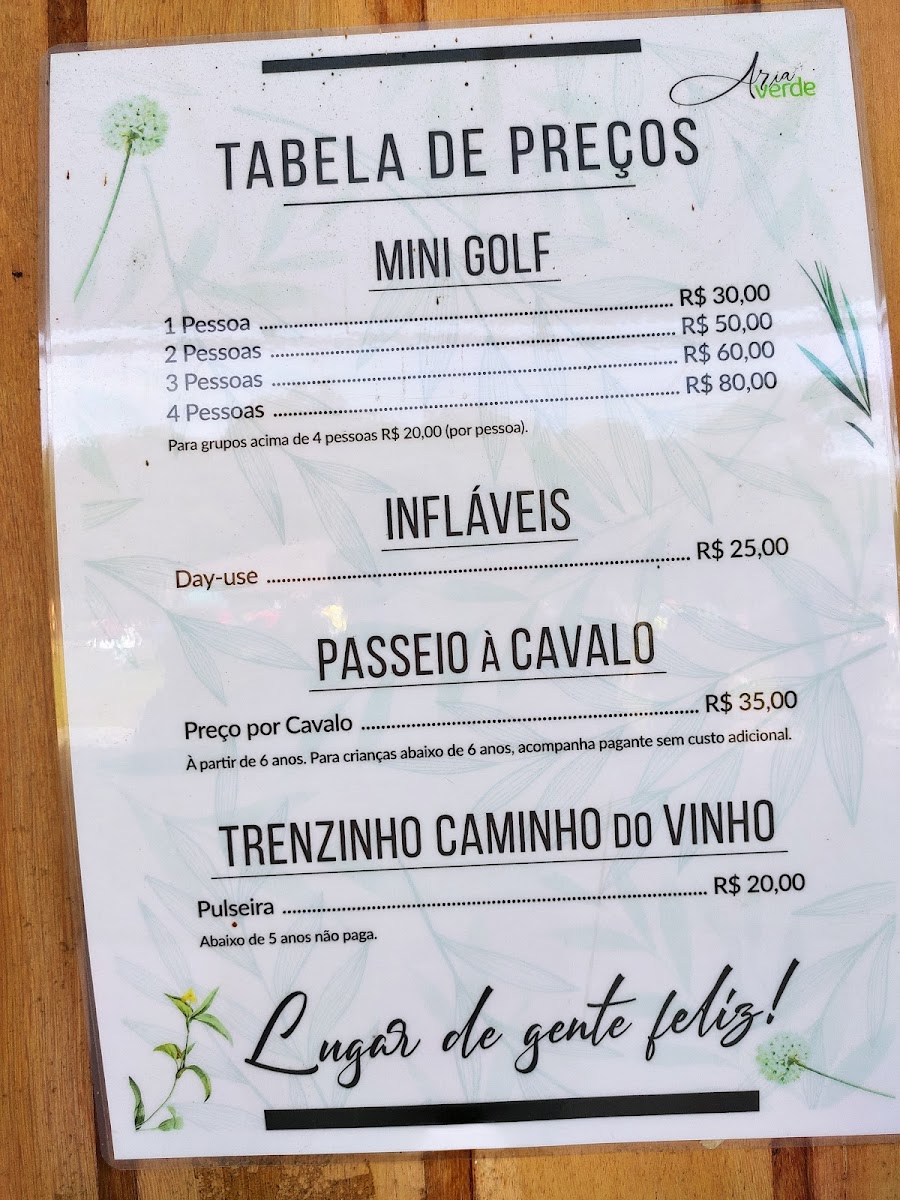 Aria
verde
TABELA DE PREÇOS
MINI GOLF
1 Pessoa ........ R$ 30,00
2 Pessoas ........ R$ 50,00
3 Pessoas ........ R$ 60,00
4 Pessoas ........ R$ 80,00
Para grupos acima de 4 pessoas R$ 20,00 (por pessoa).
INFLÁVEIS
Day-use ........ R$ 25,00
PASSEIO À CAVALO
Preço por Cavalo ........ R$ 35,00
À partir de 6 anos. Para crianças abaixo de 6 anos, acompanha pagante sem custo adicional.
TRENZINHO CAMINHO DO VINHO
Pulseira ........ R$ 20,00
Abaixo de 5 anos não paga.
Lugar de gente feliz!